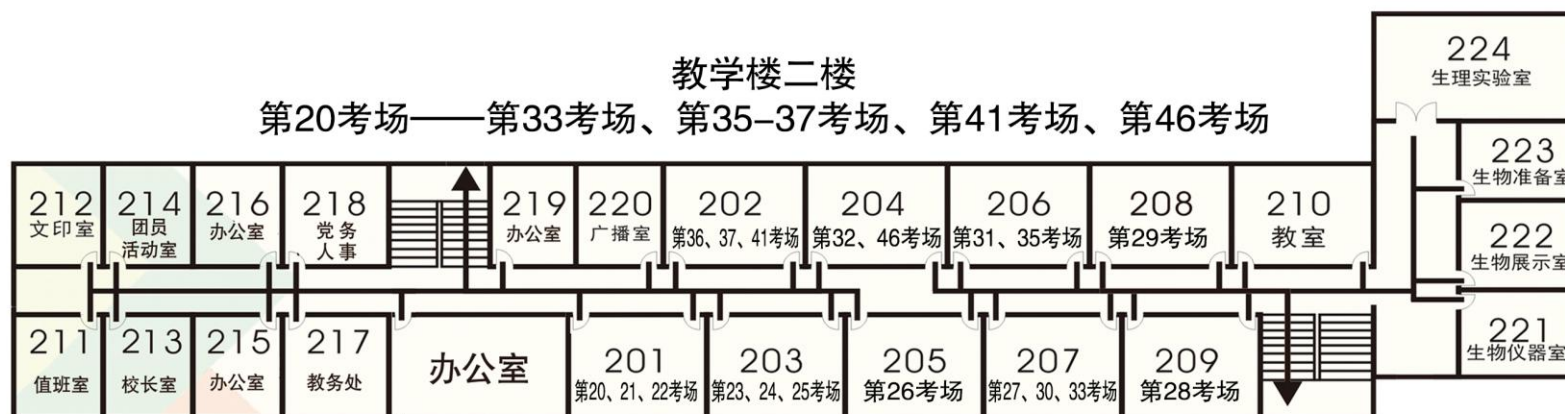 教学楼二楼
第20考场——第33考场、第35-37考场、第41考场、第46考场
224
生理实验室
223
生物准备室
222
生物展示室
221
生物仪器室
212
文印室
214
团员
活动室
216
办公室
218
党务
人事
219
办公室
220
广播室
202
第36、37、41考场
204
第32、46考场
206
第31、35考场
208
第29考场
210
教室
211
值班室
213
校长室
215
办公室
217
教务处
办公室
201
第20、21、22考场
203
第23、24、25考场
205
第26考场
207
第27、30、33考场
209
第28考场